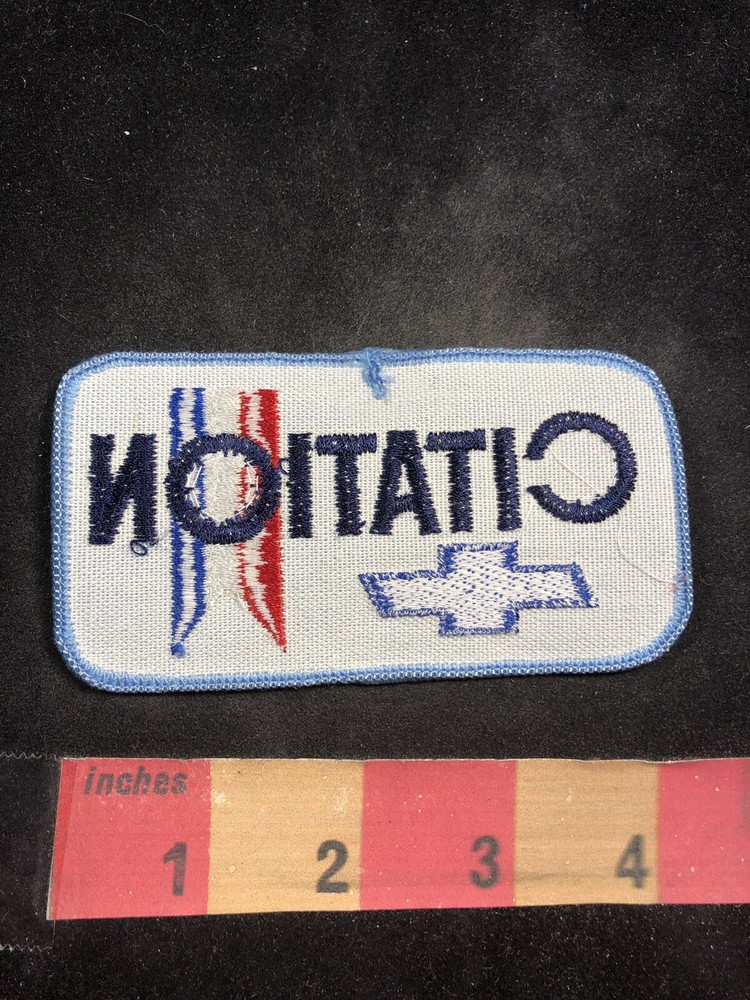 CITATION
inches
1 2 3 4